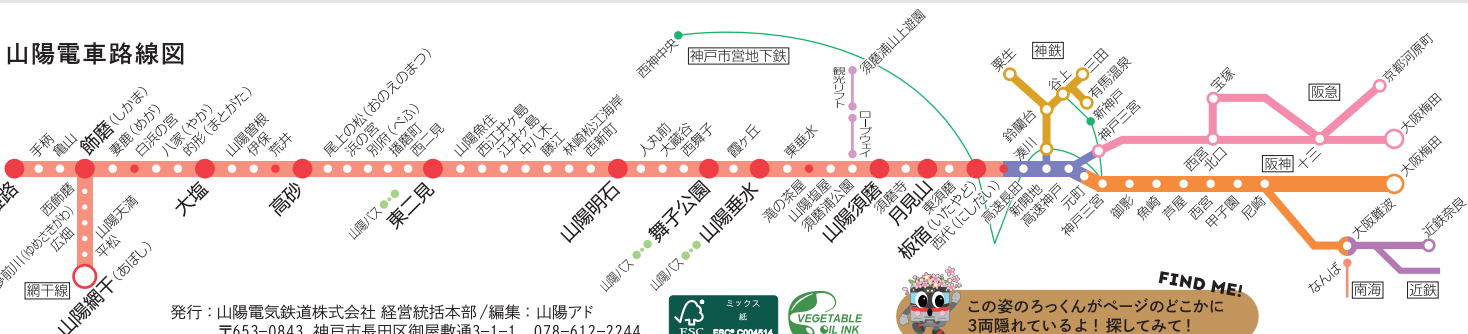 山陽電車路線図
手柄
亀山
飾磨(しかま)
妻鹿(めが)
白浜の宮
八家(やか)
的形(まとがた)
大塩
山陽曽根
伊保
荒井
高砂
尾上の松(おのえのまつ)
浜の宮
別府(べふ)
播磨町
西二見
東二見
山陽バス
山陽魚住
西江井ヶ島
江井ヶ島
中八木
藤江
林崎松江海岸
西新町
山陽明石
人丸前
大蔵谷
西舞子
舞子公園
山陽バス
霞ヶ丘
山陽垂水
山陽バス
東垂水
滝の茶屋
山陽塩屋
須磨浦公園
山陽須磨
須磨寺
月見山
東須磨
板宿(いたやど)
西代(にしだい)
高速長田
新開地
高速神戸
元町
神戸三宮
西飾磨
(ゆめさきがわ)
広畑
山陽天満
平松
山陽網干(あぼし)
網干線
西神中央
神戸市営地下鉄
観光リフト
ロープウェイ
須磨浦山上遊園
神鉄
粟生
谷上
三田
有馬温泉
鈴蘭台
湊川
新神戸
神戸三宮
宝塚
阪急
京都河原町
大阪梅田
西宮北口
十三
阪神
大阪梅田
御影
魚崎
芦屋
西宮
甲子園
尼崎
大阪難波
近鉄奈良
なんば
南海
近鉄
発行：山陽電気鉄道株式会社 経営統括本部/編集：山陽アド
〒653-0843 神戸市長田区御屋敷通3-1-1 078-612-2244
ミックス
紙
FSC
FSC® C004514
VEGETABLE
OIL INK
FIND ME!
この姿のろっくんがページのどこかに
3両隠れているよ！探してみて！